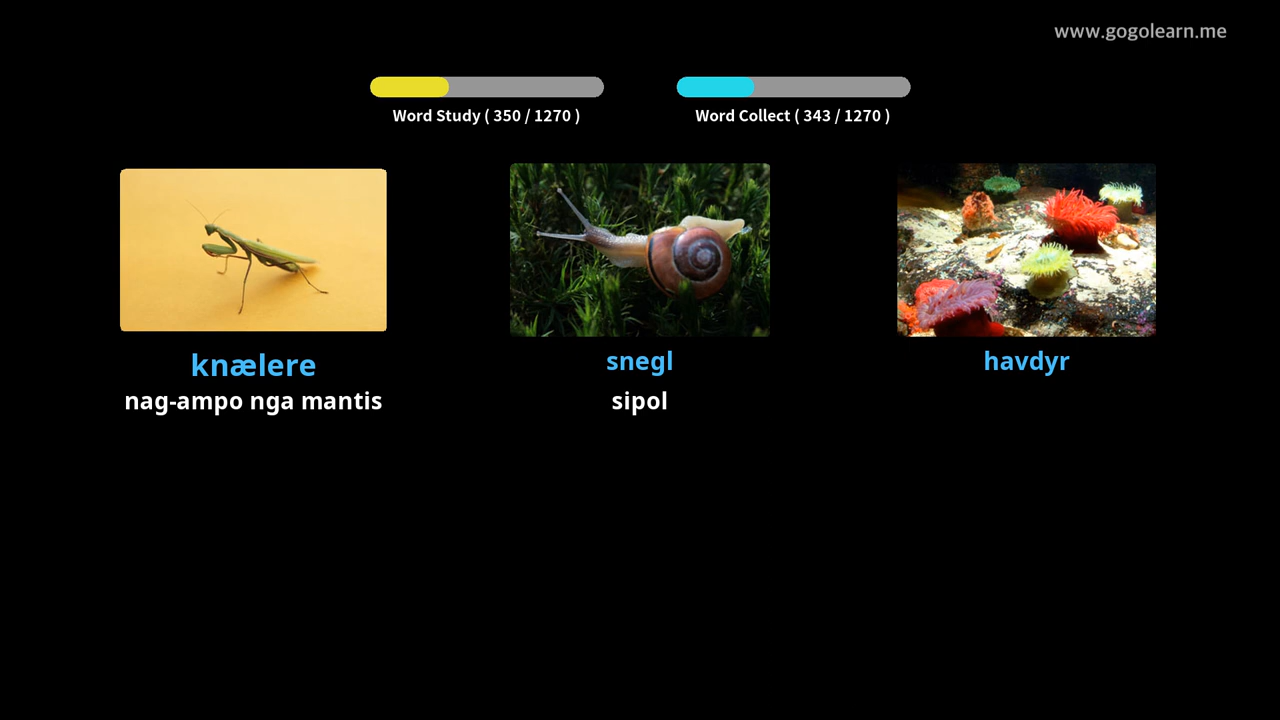 www.gogolearn.me
Word Study ( 350 / 1270 )
Word Collect ( 343 / 1270 )
knælere
nag-ampo nga mantis
snegl
sipol
havdyr